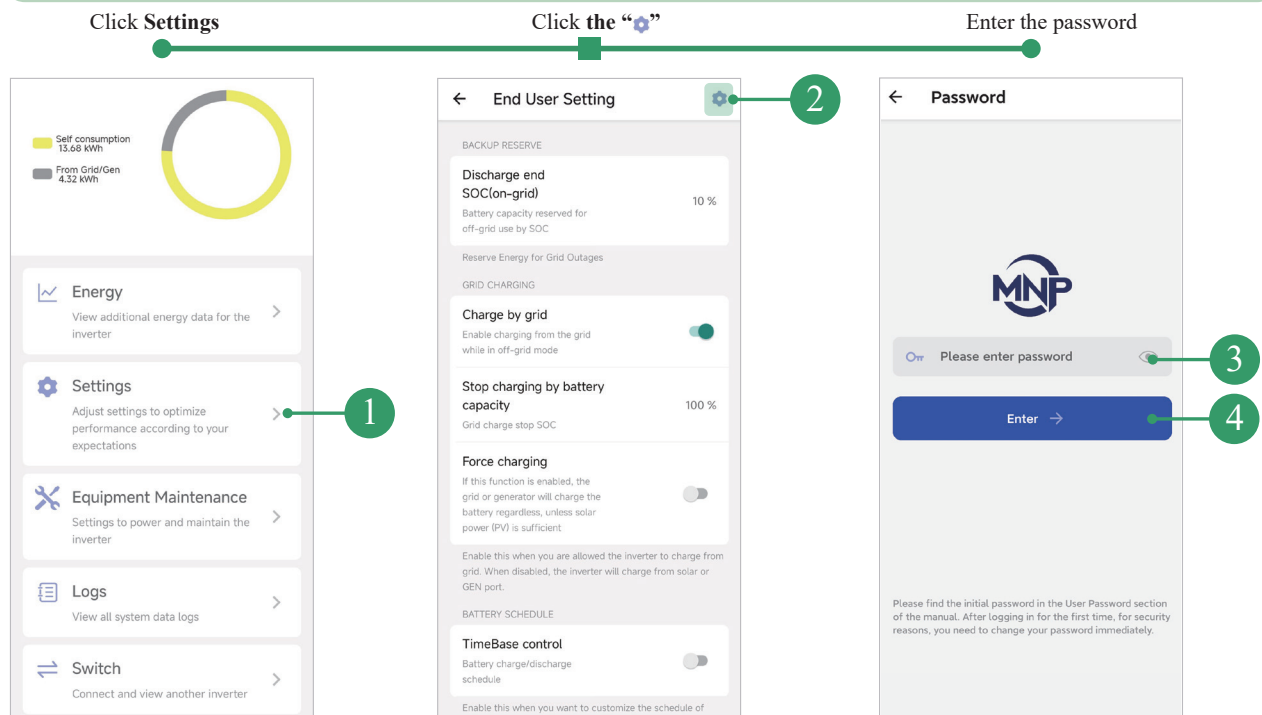 Click Settings
Click the “ ”
Enter the password
Self consumption
13.68 kWh
From Grid/Gen
4.32 kWh
Energy
View additional energy data for the
inverter
Settings
Adjust settings to optimize
performance according to your
expectations
1
Equipment Maintenance
Settings to power and maintain the
inverter
Logs
View all system data logs
Switch
Connect and view another inverter
← End User Setting
2
BACKUP RESERVE
Discharge end
SOC(on-grid)
10 %
Battery capacity reserved for
off-grid use by SOC
Reserve Energy for Grid Outages
GRID CHARGING
Charge by grid
Enable charging from the grid
while in off-grid mode
Stop charging by battery
capacity
100 %
Grid charge stop SOC
Force charging
If this function is enabled, the
grid or generator will charge the
battery regardless, unless solar
power (PV) is sufficient
Enable this when you are allowed the inverter to charge from
grid. When disabled, the inverter will charge from solar or
GEN port.
BATTERY SCHEDULE
TimeBase control
Battery charge/discharge
schedule
Enable this when you want to customize the schedule of
← Password
MNP
Please enter password
3
Enter →
4
Please find the initial password in the User Password section
of the manual. After logging in for the first time, for security
reasons, you need to change your password immediately.